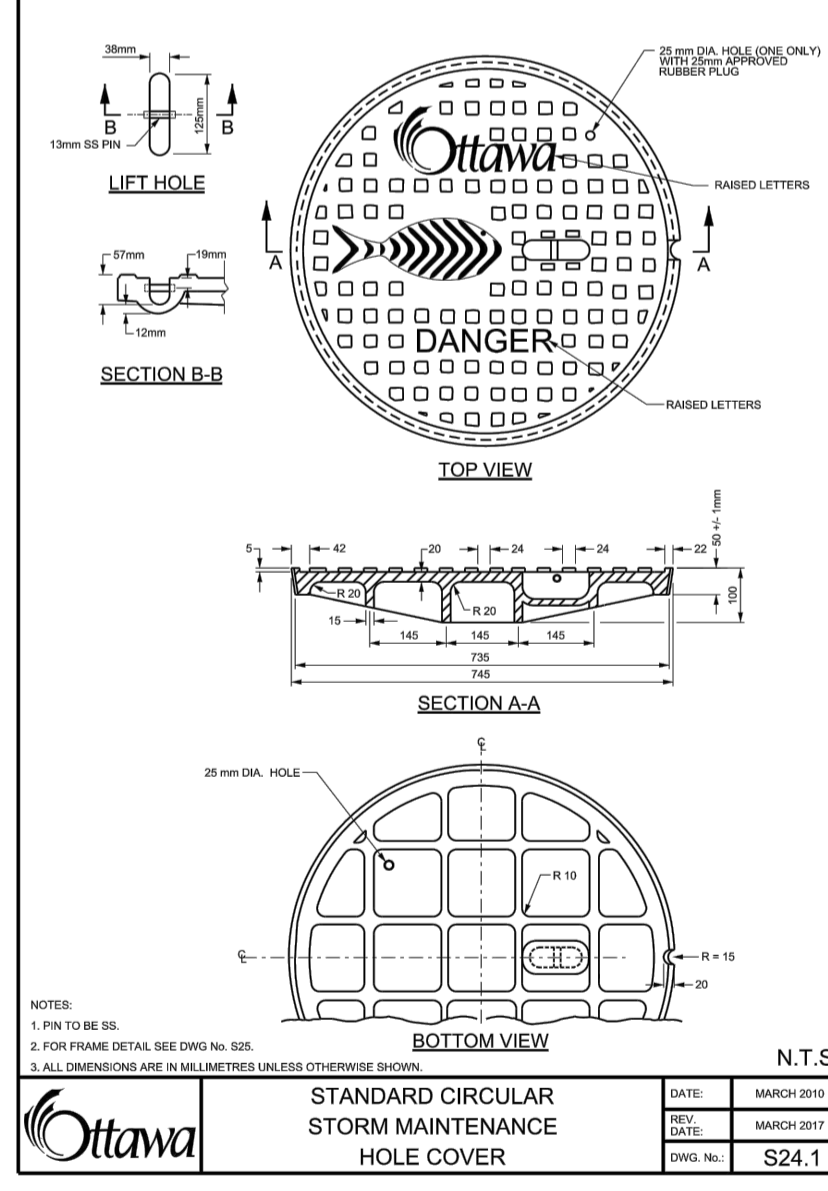 38mm
125mm
B
B
13mm SS PIN
LIFT HOLE
57mm
19mm
12mm
SECTION B-B
25 mm DIA. HOLE (ONE ONLY)
WITH 25mm APPROVED
RUBBER PLUG
Ottawa
RAISED LETTERS
A
A
DANGER
RAISED LETTERS
TOP VIEW
5
42
20
24
24
22
50 +/- 1mm
100
R 20
R 20
15
145
145
145
735
745
SECTION A-A
℄
25 mm DIA. HOLE
R 10
℄
R = 15
20
BOTTOM VIEW
NOTES:
1. PIN TO BE SS.
2. FOR FRAME DETAIL SEE DWG No. S25.
3. ALL DIMENSIONS ARE IN MILLIMETRES UNLESS OTHERWISE SHOWN.
N.T.S
Ottawa
STANDARD CIRCULAR
STORM MAINTENANCE
HOLE COVER
DATE: MARCH 2010
REV. DATE: MARCH 2017
DWG. No.: S24.1